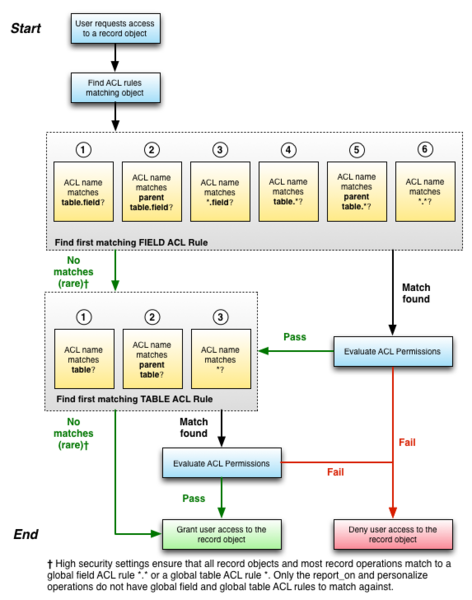 Start
User requests access
to a record object
Find ACL rules
matching object
1
2
3
4
5
6
ACL name
matches
table.field?
ACL name
matches
parent
table.field?
ACL name
matches
*.field?
ACL name
matches
table.*?
ACL name
matches
parent
table.*?
ACL name
matches
*.*?
Find first matching FIELD ACL Rule
No
matches
(rare)†
Match
found
1
2
3
ACL name
matches
table?
ACL name
matches
parent
table?
ACL name
matches
*?
Find first matching TABLE ACL Rule
Pass
Evaluate ACL Permissions
No
matches
(rare)†
Match
found
Fail
Evaluate ACL Permissions
Fail
Pass
End
Grant user access to the
record object
Deny user access to the
record object
† High security settings ensure that all record objects and most record operations match to a
global field ACL rule *.* or a global table ACL rule *. Only the report_on and personalize
operations do not have global field and global table ACL rules to match against.